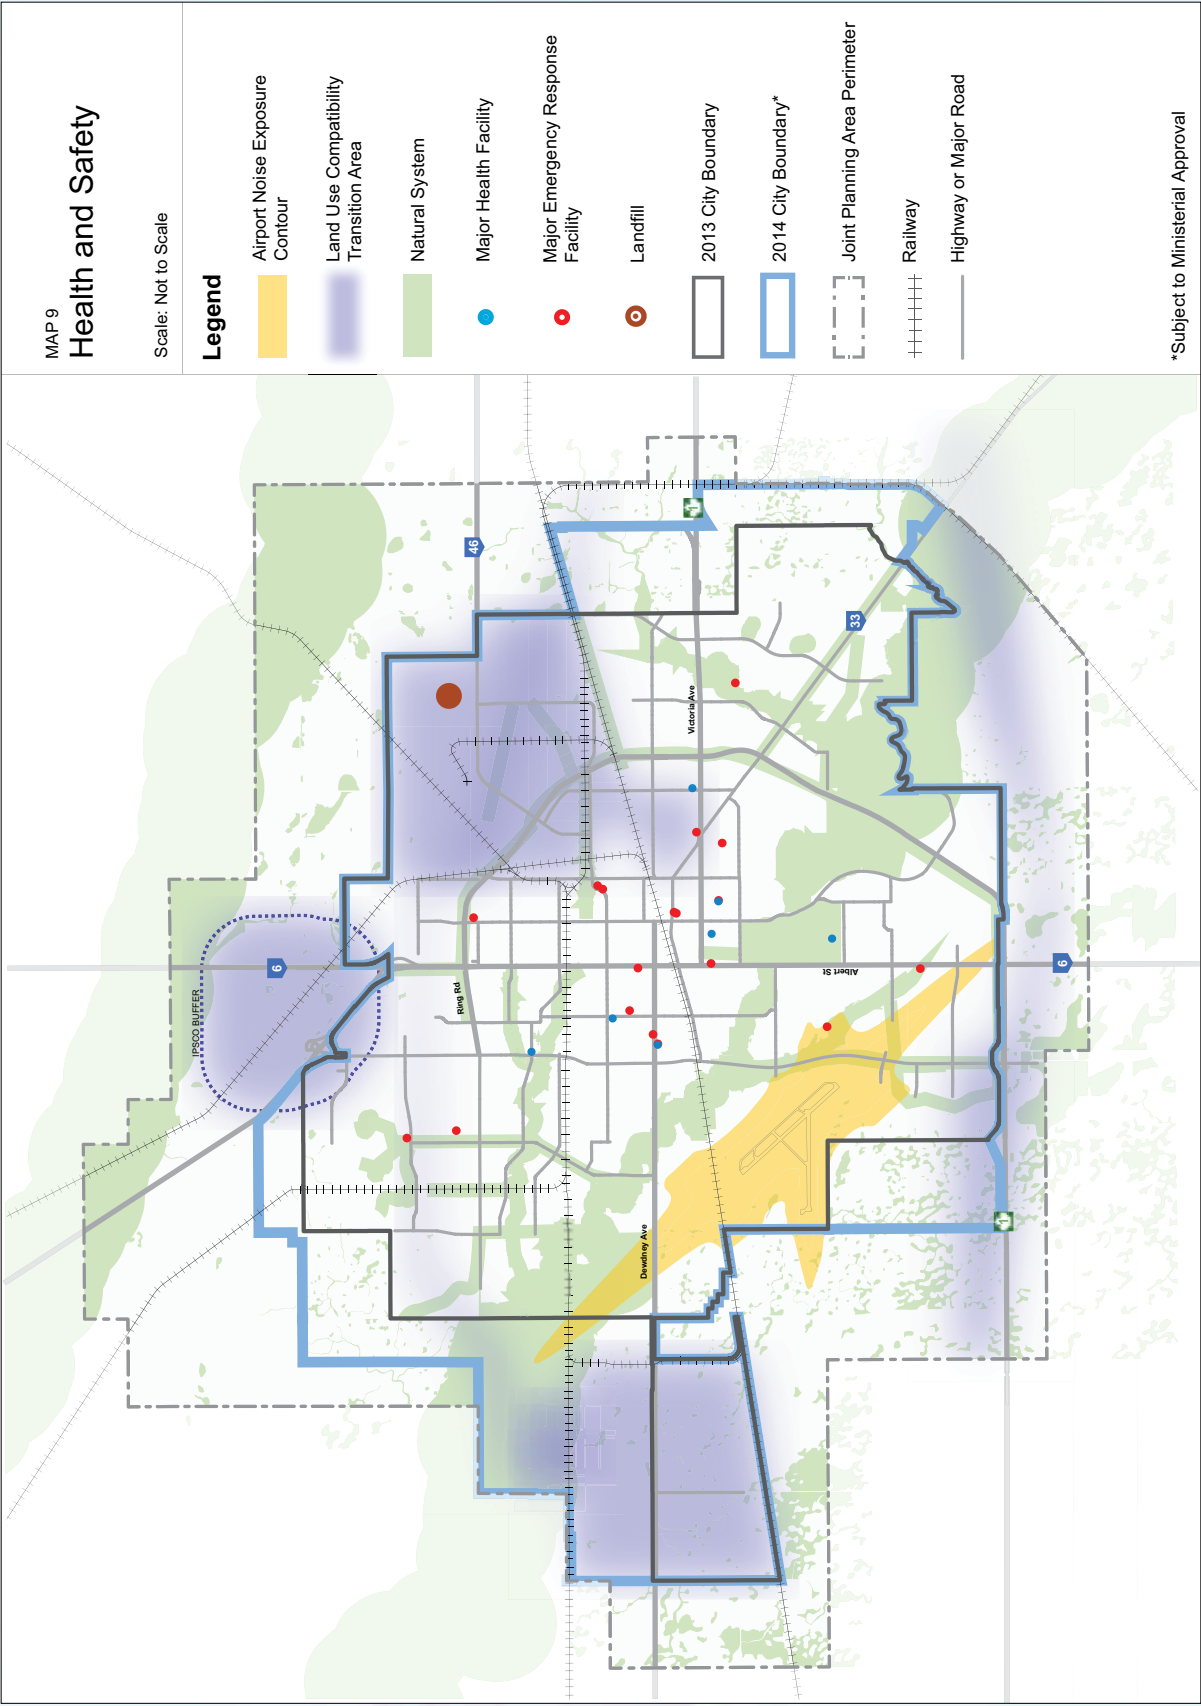 MAP 9
Health and Safety
Scale: Not to Scale
Legend
Airport Noise Exposure
Contour
Land Use Compatibility
Transition Area
Natural System
Major Health Facility
Major Emergency Response
Facility
Landfill
2013 City Boundary
2014 City Boundary*
Joint Planning Area Perimeter
Railway
Highway or Major Road
*Subject to Ministerial Approval
IPSCO BUFFER
6
46
Ring Rd
1
Victoria Ave
33
Albert St
Dewdney Ave
6
1